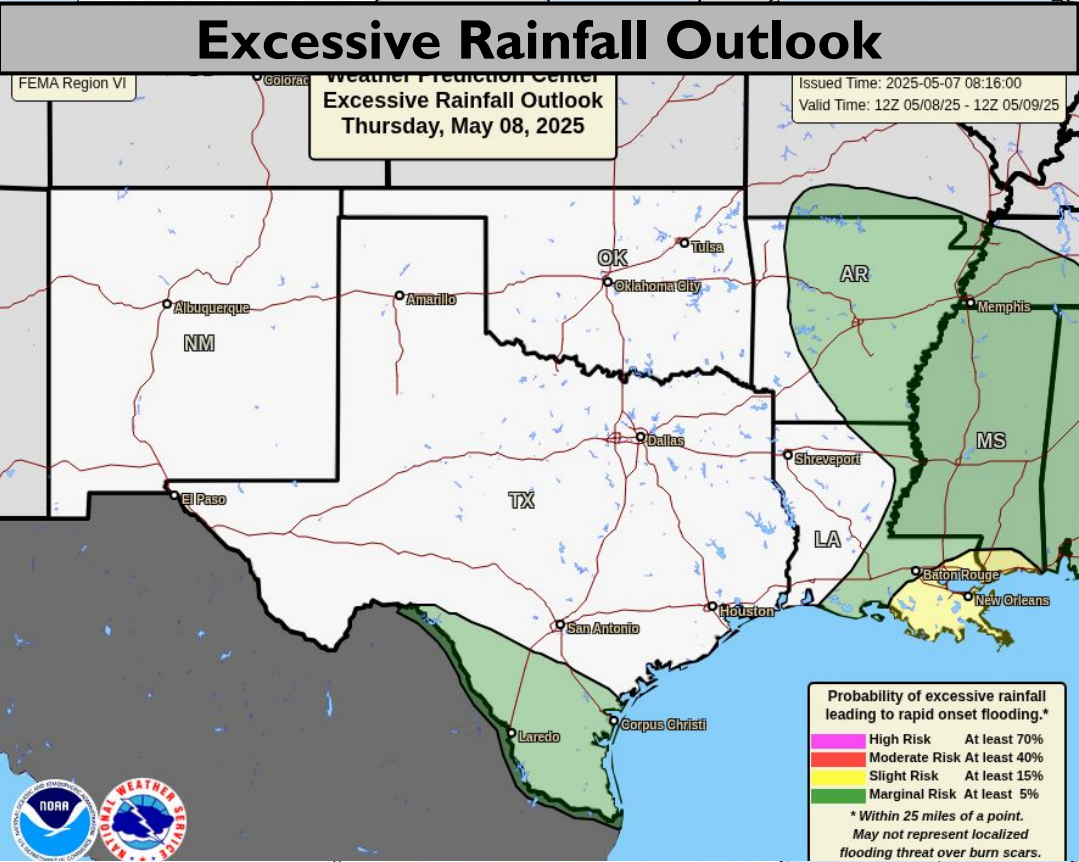 Excessive Rainfall Outlook
FEMA Region VI
Weather Prediction Center
Excessive Rainfall Outlook
Thursday, May 08, 2025
Issued Time: 2025-05-07 08:16:00
Valid Time: 12Z 05/08/25 - 12Z 05/09/25
Colorad
Tulsa
OK
Oklahoma City
AR
Amarillo
Albuquerque
Memphis
NM
Dallas
MS
Shreveport
El Paso
TX
LA
Baton Rouge
New Orleans
Houston
San Antonio
Corpus Christi
Laredo
Probability of excessive rainfall
leading to rapid onset flooding.*
High Risk At least 70%
Moderate Risk At least 40%
Slight Risk At least 15%
Marginal Risk At least 5%
* Within 25 miles of a point.
May not represent localized
flooding threat over burn scars.
NOAA
NATIONAL WEATHER SERVICE